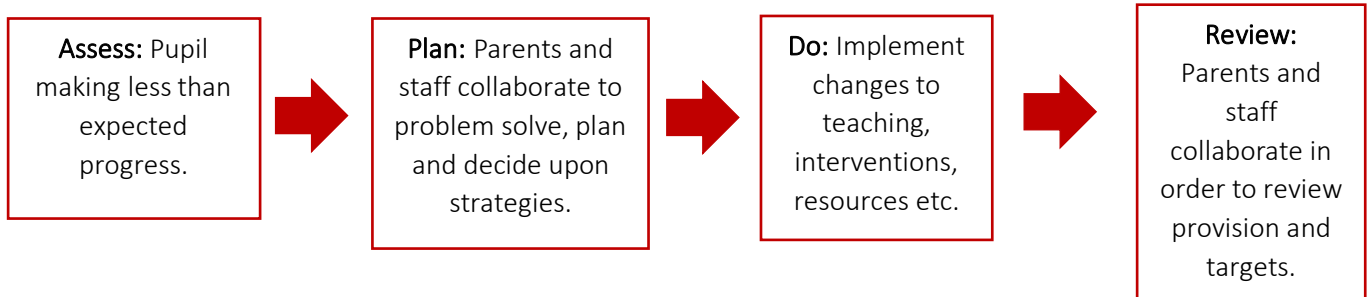 Assess: Pupil
making less than
expected
progress.
Plan: Parents and
staff collaborate to
problem solve, plan
and decide upon
strategies.
Do: Implement
changes to
teaching,
interventions,
resources etc.
Review:
Parents and
staff
collaborate in
order to review
provision and
targets.